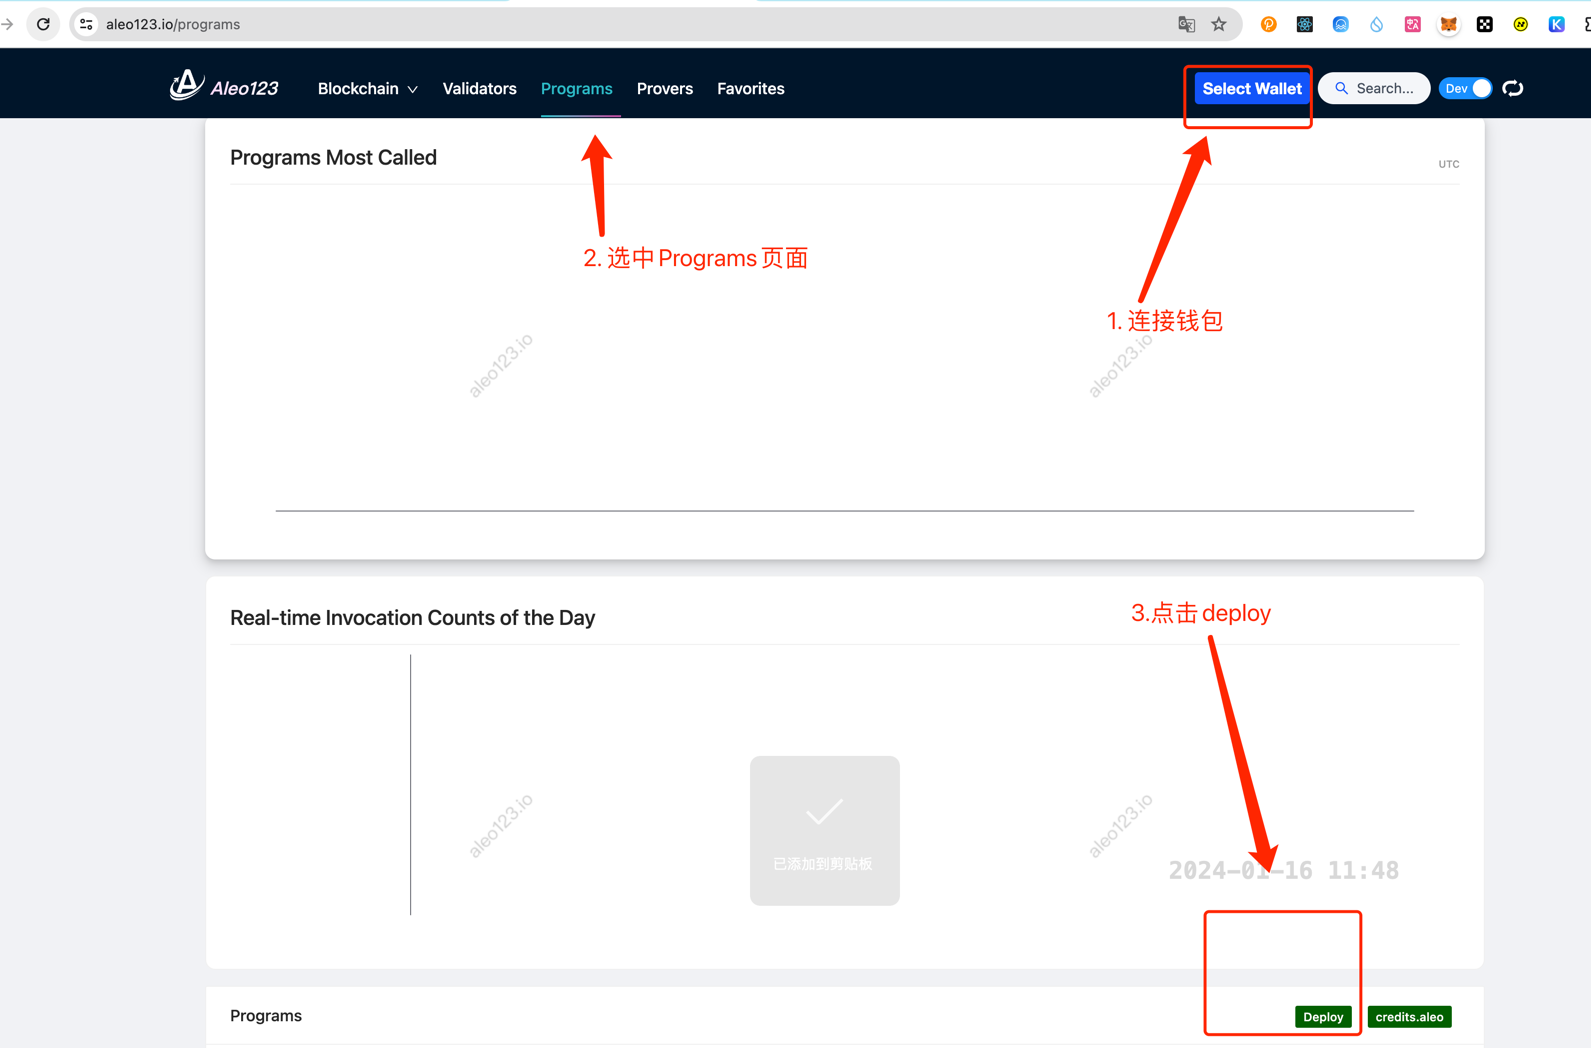 aleo123.io/programs
Aleo123
Blockchain
Validators
Programs
Provers
Favorites
Select Wallet
Search...
Dev
Programs Most Called
UTC
2. 选中 Programs 页面
1. 连接钱包
aleo123.io
aleo123.io
Real-time Invocation Counts of the Day
3.点击 deploy
aleo123.io
aleo123.io
已添加到剪贴板
2024-01-16 11:48
Programs
Deploy
credits.aleo